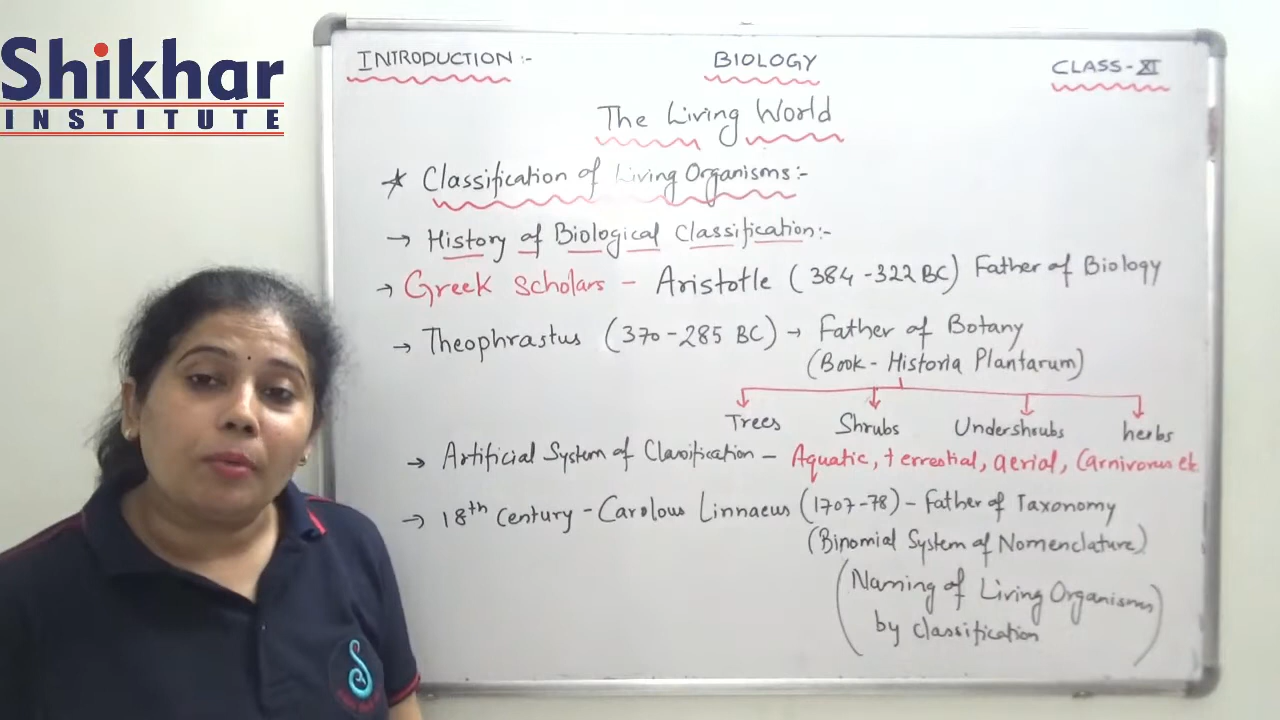 Shikhar
INSTITUTE
INTRODUCTION :-
BIOLOGY
CLASS-XI
The Living World
* Classification of Living Organisms:-
→ History of Biological Classification:-
→ Greek Scholars - Aristotle (384-322 BC) Father of Biology
→ Theophrastus (370-285 BC) → Father of Botany
(Book - Historia Plantarum)
Trees Shrubs Undershrubs herbs
→ Artificial System of Classification - Aquatic, terrestial, aerial, Carnivorus etc
→ 18th Century - Carolous Linnaeus (1707-78) - Father of Taxonomy
(Binomial System of Nomenclature)
(Naming of Living Organisms
by classification)